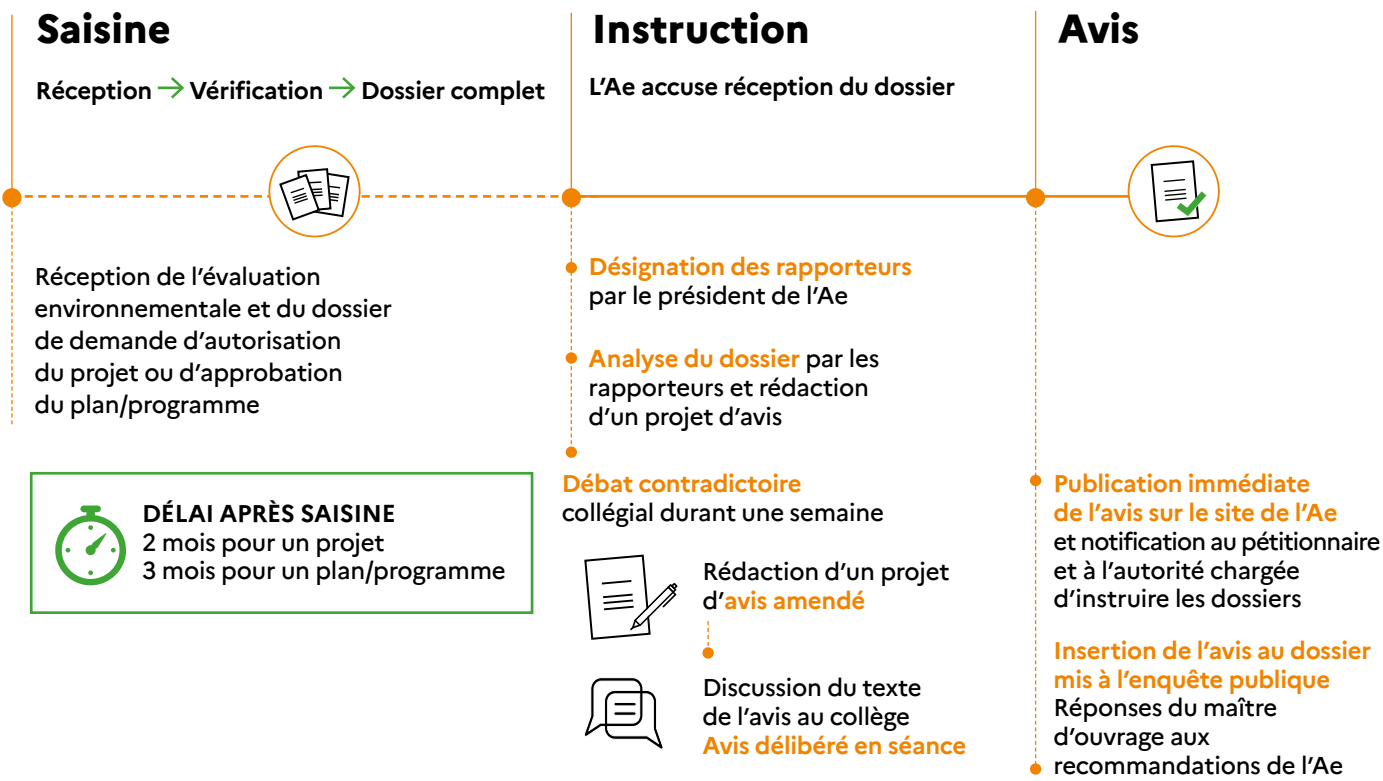 Saisine
Réception → Vérification → Dossier complet
Réception de l’évaluation
environnementale et du dossier
de demande d’autorisation
du projet ou d’approbation
du plan/programme
DÉLAI APRÈS SAISINE
2 mois pour un projet
3 mois pour un plan/programme
Instruction
L’Ae accuse réception du dossier
Désignation des rapporteurs
par le président de l’Ae
Analyse du dossier par les
rapporteurs et rédaction
d’un projet d’avis
Débat contradictoire
collégial durant une semaine
Rédaction d’un projet
d’avis amendé
Discussion du texte
de l’avis au collège
Avis délibéré en séance
Avis
Publication immédiate
de l’avis sur le site de l’Ae
et notification au pétitionnaire
et à l’autorité chargée
d’instruire les dossiers
Insertion de l’avis au dossier
mis à l’enquête publique
Réponses du maître
d’ouvrage aux
recommandations de l’Ae